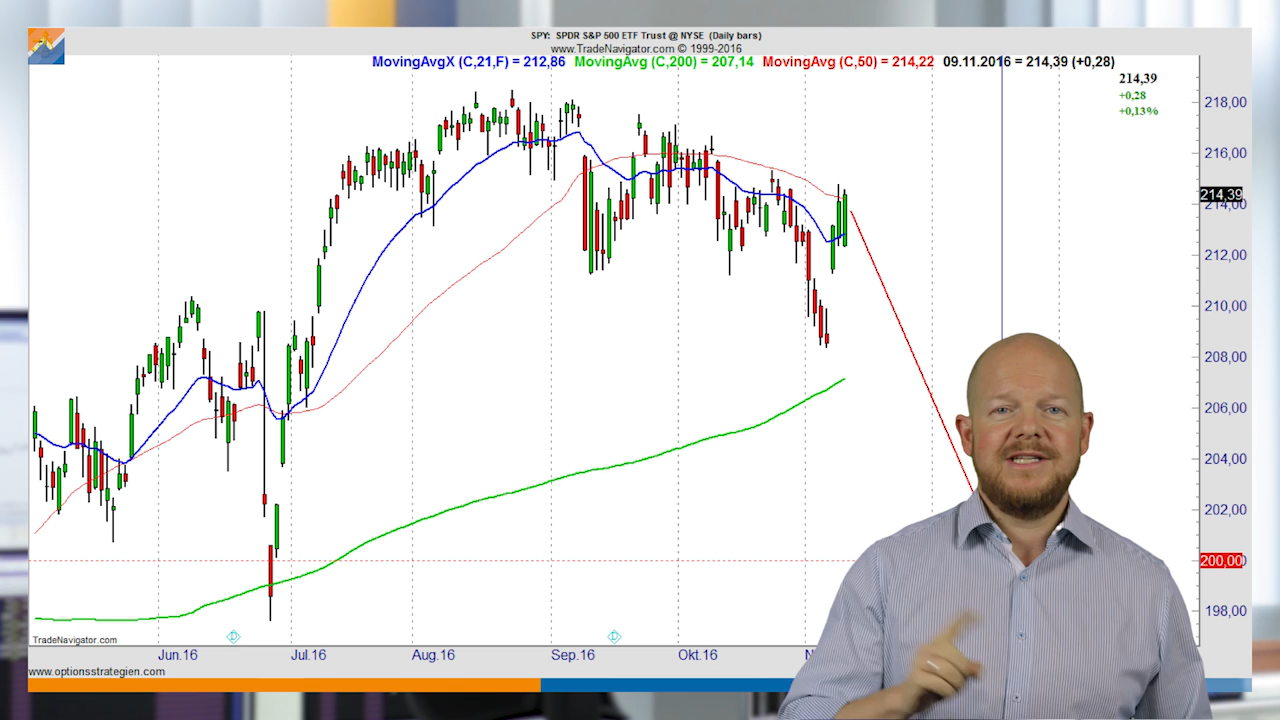 SPY: SPDR S&P 500 ETF Trust @ NYSE (Daily bars)
www.TradeNavigator.com © 1999-2016
MovingAvgX (C,21,F) = 212,86 MovingAvg (C,200) = 207,14 MovingAvg (C,50) = 214,22 09.11.2016 = 214,39 (+0,28)
214,39
+0,28
+0,13%
218,00
216,00
214,39
214,00
212,00
210,00
208,00
206,00
204,00
202,00
200,00
198,00
D
D
TradeNavigator.com
Jun.16
Jul.16
Aug.16
Sep.16
Okt.16
N
www.optionsstrategien.com